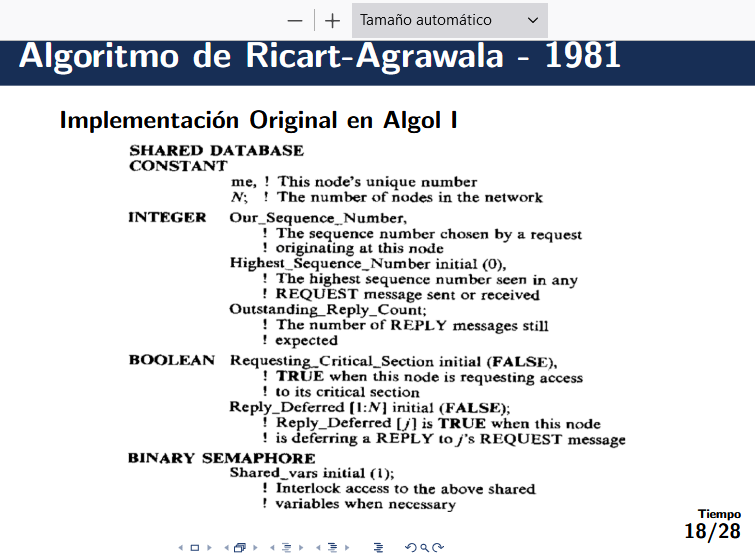 Tamaño automático
Algoritmo de Ricart-Agrawala - 1981
Implementación Original en Algol I
SHARED DATABASE
CONSTANT
me, ! This node's unique number
N; ! The number of nodes in the network
INTEGER Our_Sequence_Number,
! The sequence number chosen by a request
! originating at this node
Highest_Sequence_Number initial (0),
! The highest sequence number seen in any
! REQUEST message sent or received
Outstanding_Reply_Count;
! The number of REPLY messages still
! expected
BOOLEAN Requesting_Critical_Section initial (FALSE),
! TRUE when this node is requesting access
! to its critical section
Reply_Deferred [1:N] initial (FALSE);
! Reply_Deferred [j] is TRUE when this node
! is deferring a REPLY to j's REQUEST message
BINARY SEMAPHORE
Shared_vars initial (1);
! Interlock access to the above shared
! variables when necessary
Tiempo
18/28